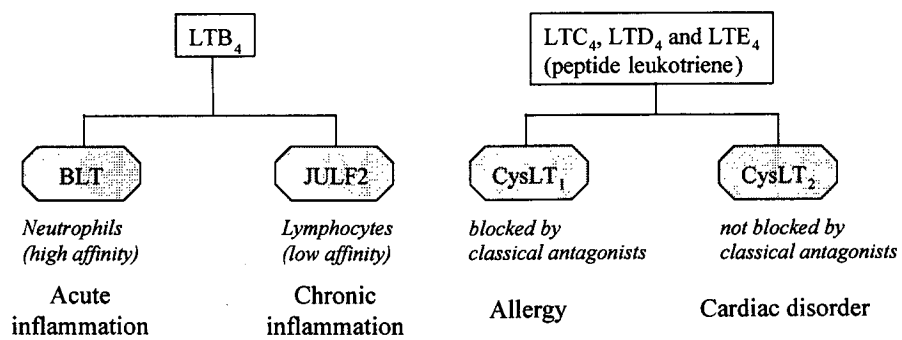 LTB₄
LTC₄, LTD₄ and LTE₄
(peptide leukotriene)
BLT
JULF2
CysLT₁
CysLT₂
Neutrophils
(high affinity)
Lymphocytes
(low affinity)
blocked by
classical antagonists
not blocked by
classical antagonists
Acute
inflammation
Chronic
inflammation
Allergy
Cardiac disorder